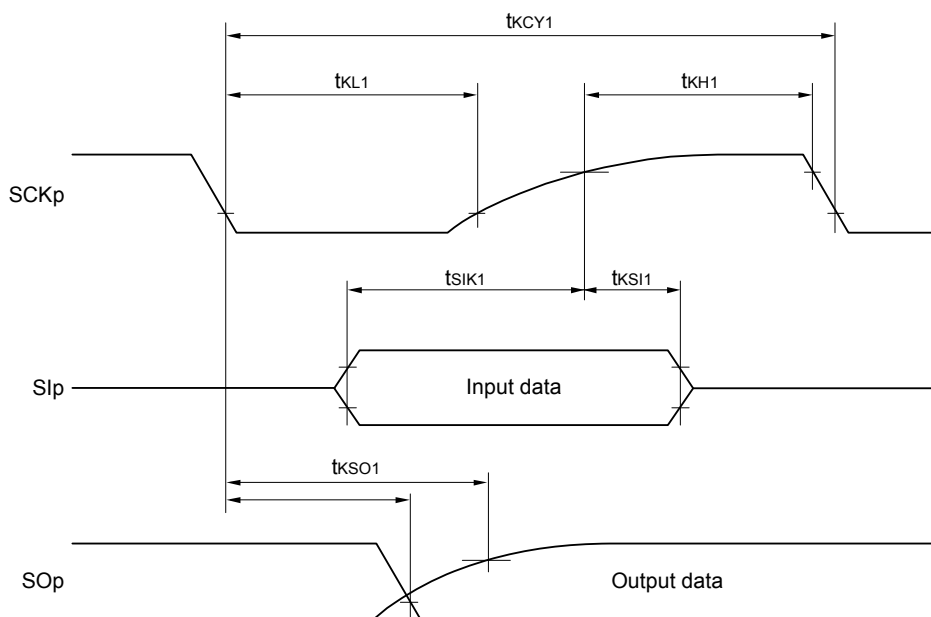 tKCY1
tKL1
tKH1
SCKp
tSIK1
tKSI1
SIp
Input data
tKSO1
SOp
Output data